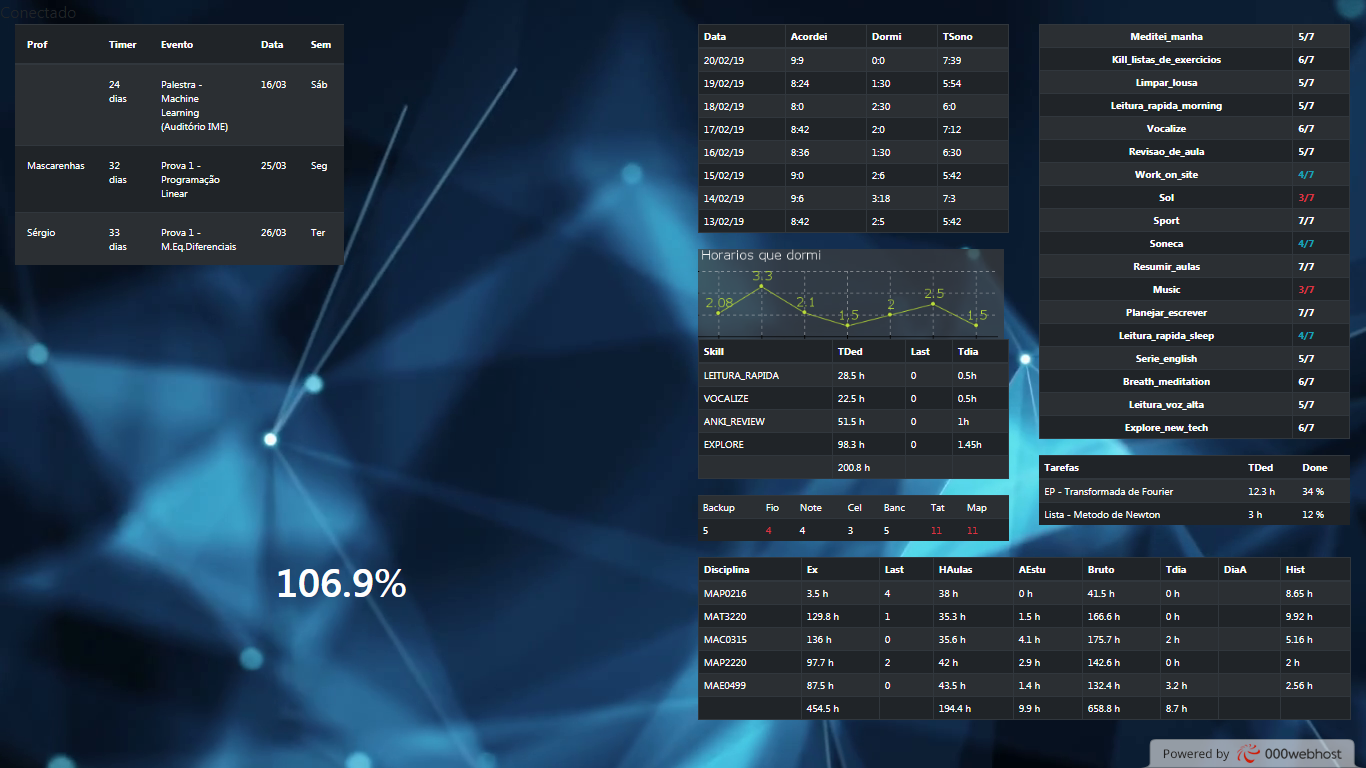 Conectado
Prof Timer Evento Data Sem
24 dias Palestra - Machine Learning (Auditório IME) 16/03 Sáb
Mascarenhas 32 dias Prova 1 - Programação Linear 25/03 Seg
Sérgio 33 dias Prova 1 - M.Eq.Diferenciais 26/03 Ter
106.9%
Data Acordei Dormi TSono
20/02/19 9:9 0:0 7:39
19/02/19 8:24 1:30 5:54
18/02/19 8:0 2:30 6:0
17/02/19 8:42 2:0 7:12
16/02/19 8:36 1:30 6:30
15/02/19 9:0 2:6 5:42
14/02/19 9:6 3:18 7:3
13/02/19 8:42 2:5 5:42
Horarios que dormi
2.08 3.3 2.1 1.5 2 2.5 1.5
Skill TDed Last Tdia
LEITURA_RAPIDA 28.5 h 0 0.5h
VOCALIZE 22.5 h 0 0.5h
ANKI_REVIEW 51.5 h 0 1h
EXPLORE 98.3 h 0 1.45h
200.8 h
Backup Fio Note Cel Banc Tat Map
5 4 4 3 5 11 11
Meditei_manha 5/7
Kill_listas_de_exercicios 6/7
Limpar_lousa 5/7
Leitura_rapida_morning 5/7
Vocalize 6/7
Revisao_de_aula 5/7
Work_on_site 4/7
Sol 3/7
Sport 7/7
Soneca 4/7
Resumir_aulas 7/7
Music 3/7
Planejar_escrever 7/7
Leitura_rapida_sleep 4/7
Serie_english 5/7
Breath_meditation 6/7
Leitura_voz_alta 5/7
Explore_new_tech 6/7
Tarefas TDed Done
EP - Transformada de Fourier 12.3 h 34 %
Lista - Metodo de Newton 3 h 12 %
Disciplina Ex Last HAulas AEstu Bruto Tdia DiaA Hist
MAP0216 3.5 h 4 38 h 0 h 41.5 h 0 h 8.65 h
MAT3220 129.8 h 1 35.3 h 1.5 h 166.6 h 0 h 9.92 h
MAC0315 136 h 0 35.6 h 4.1 h 175.7 h 2 h 5.16 h
MAP2220 97.7 h 2 42 h 2.9 h 142.6 h 0 h 2 h
MAE0499 87.5 h 0 43.5 h 1.4 h 132.4 h 3.2 h 2.56 h
454.5 h 194.4 h 9.9 h 658.8 h 8.7 h
Powered by 000webhost